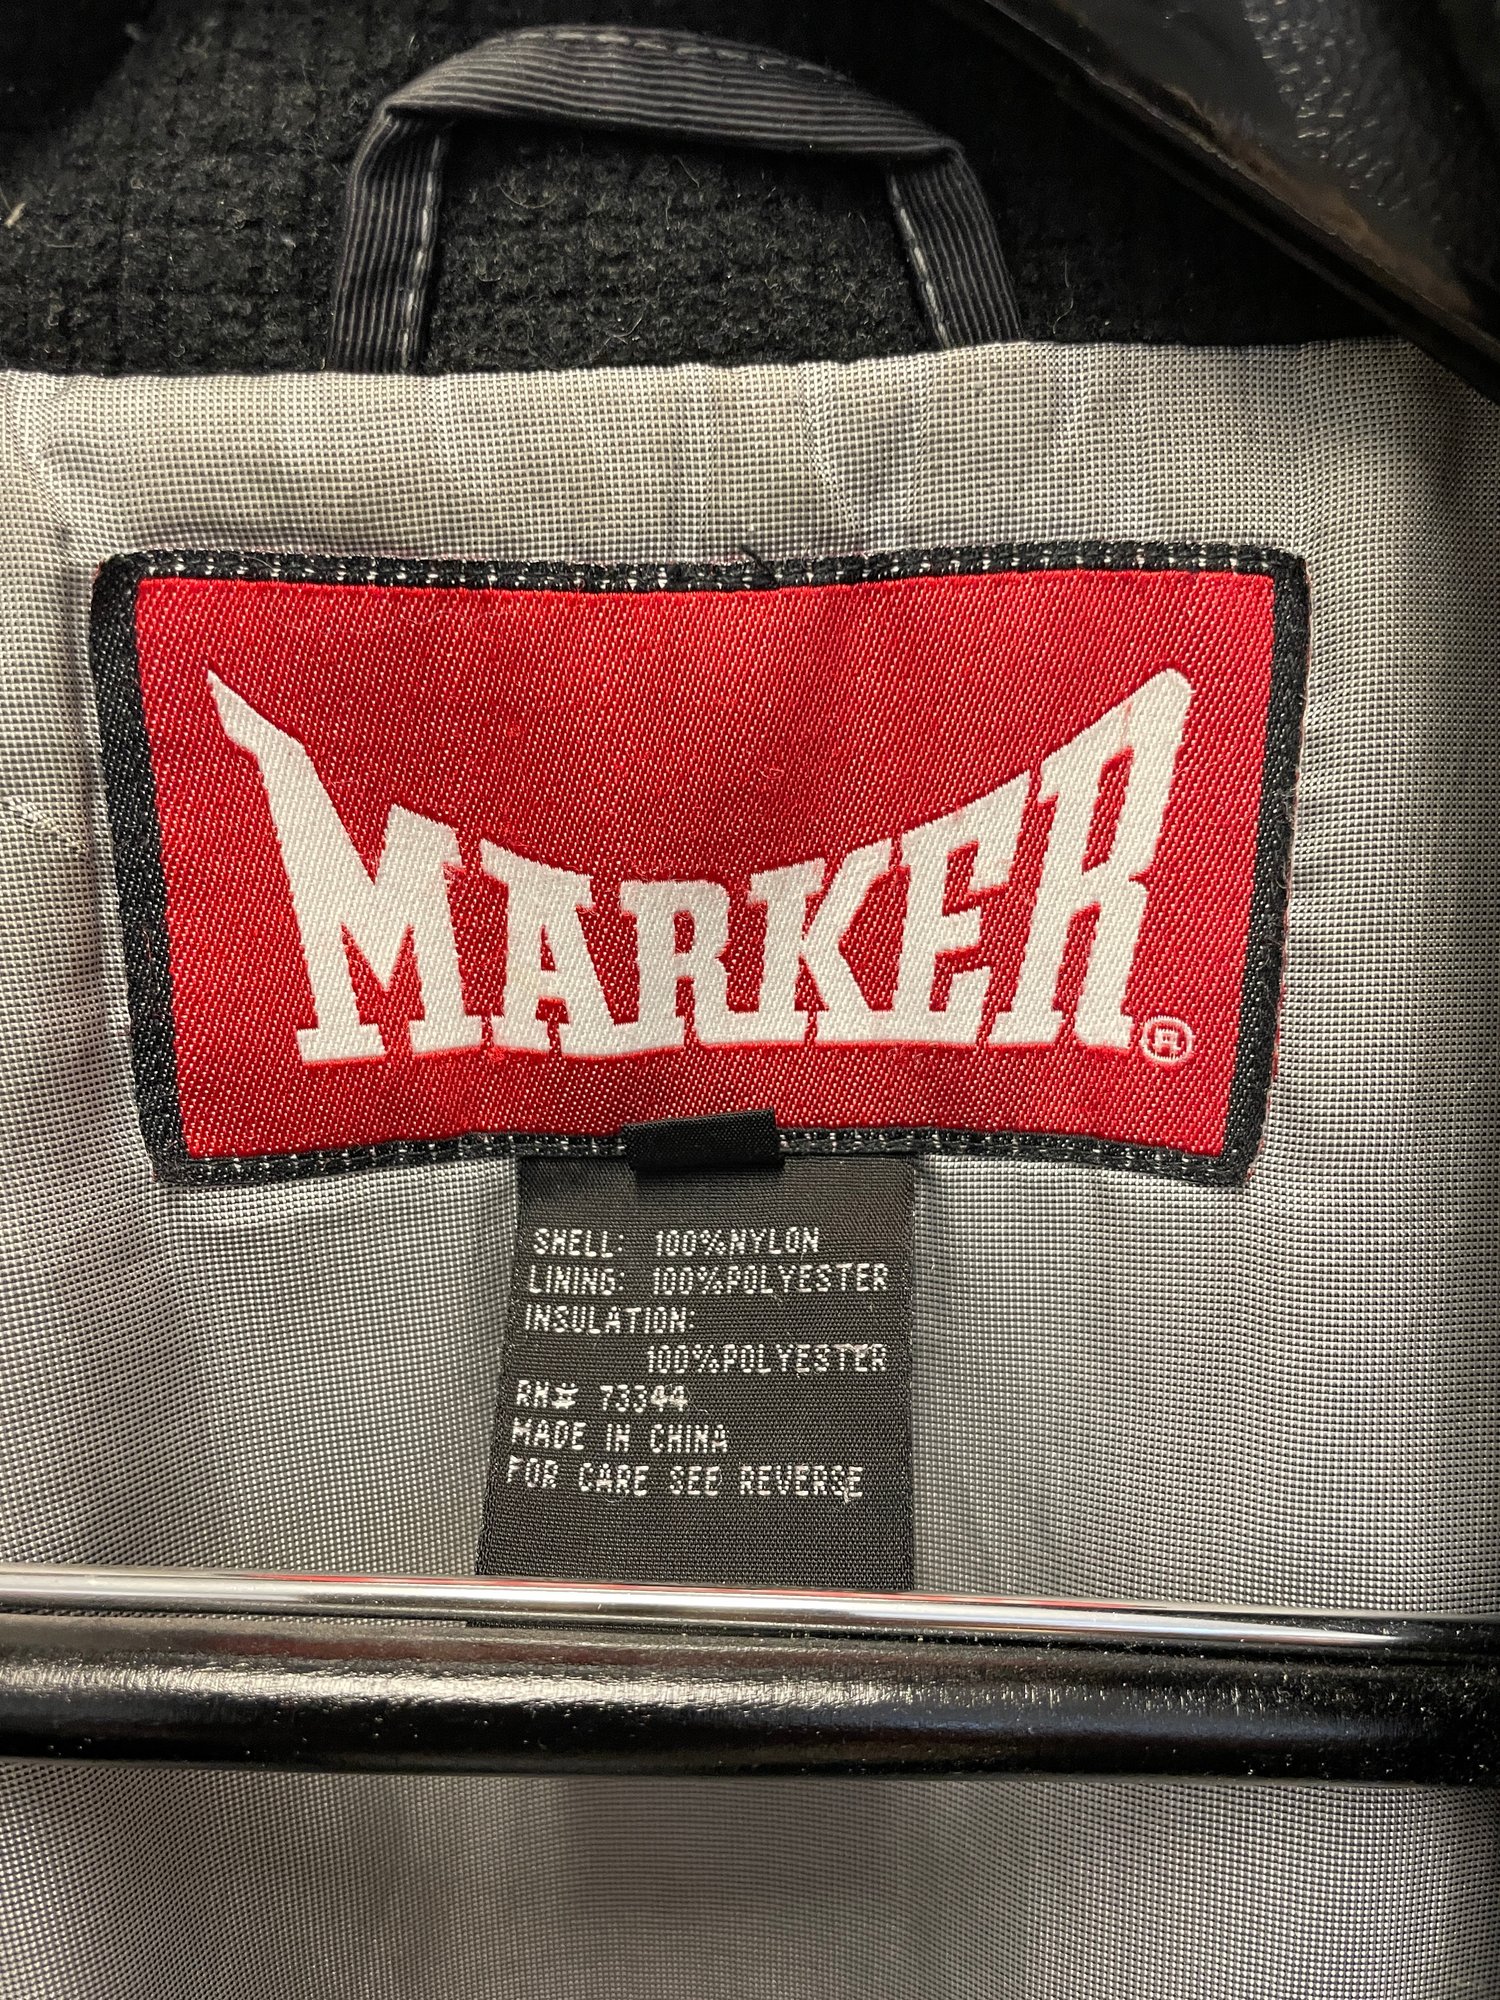 MARKER®
SHELL: 100%NYLON
LINING: 100%POLYESTER
INSULATION:
100%POLYESTER
RN# 73344
MADE IN CHINA
FOR CARE SEE REVERSE